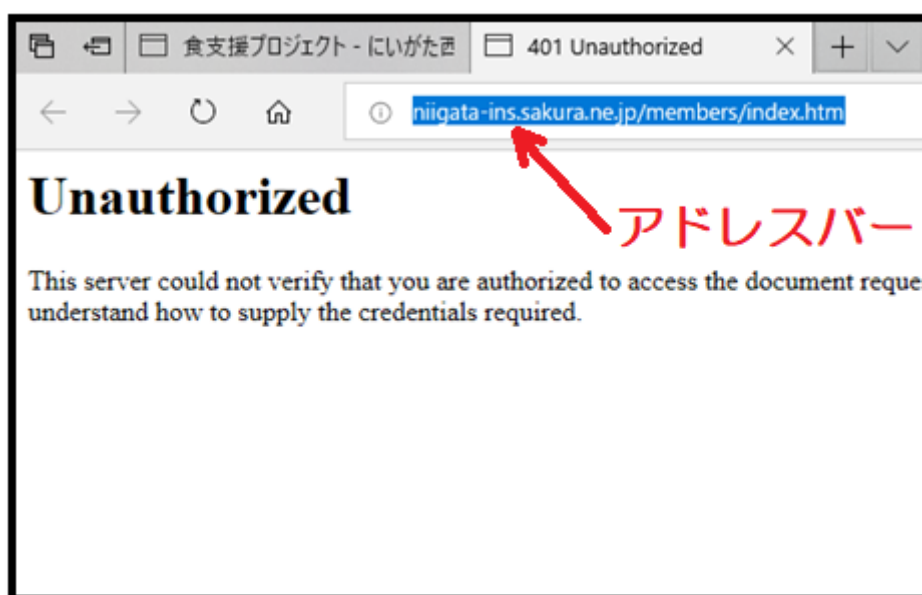 食支援プロジェクト - にいがた西
401 Unauthorized
niigata-ins.sakura.ne.jp/members/index.htm
Unauthorized
アドレスバー
This server could not verify that you are authorized to access the document reque
understand how to supply the credentials required.